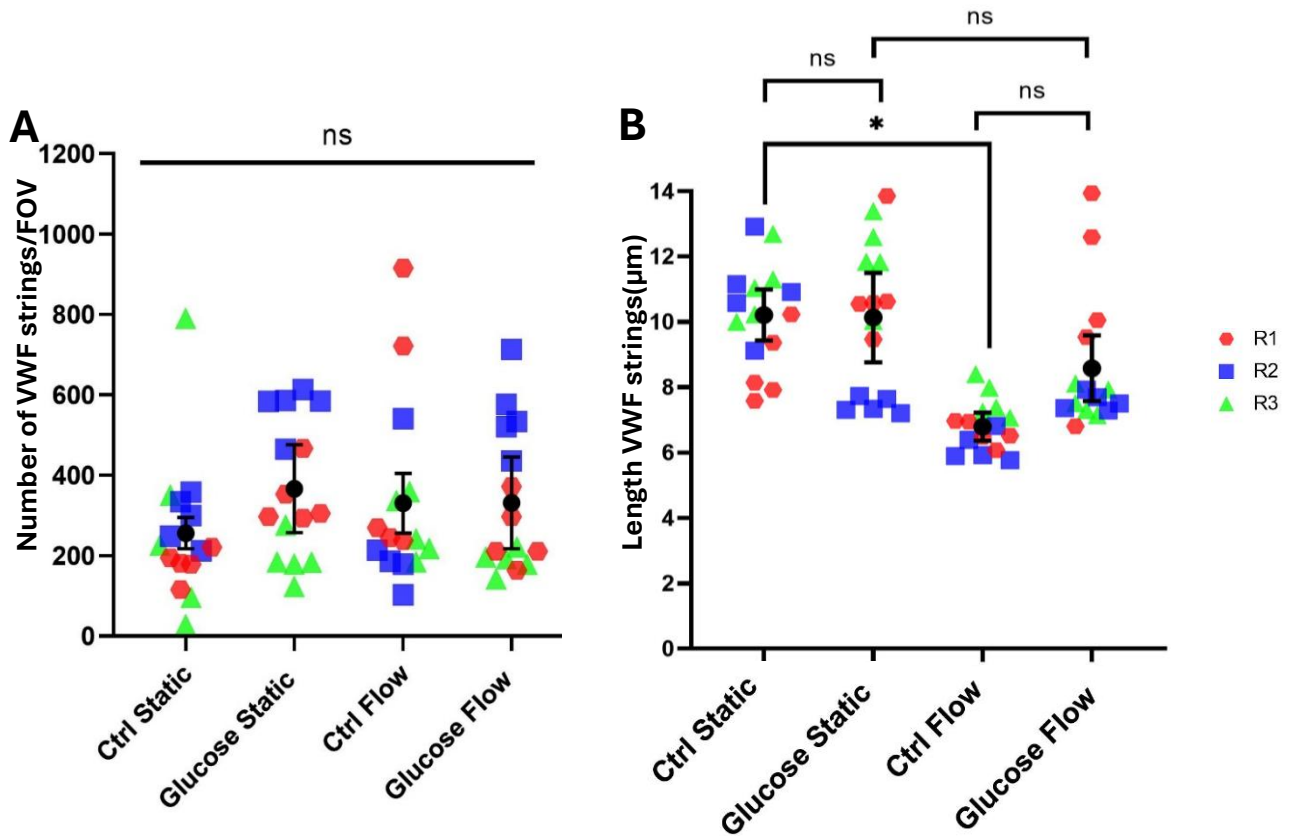 A
ns
Number of VWF strings/FOV
1200
1000
800
600
400
200
0
Ctrl Static
Glucose Static
Ctrl Flow
Glucose Flow
B
ns
ns
ns
*
Length VWF strings(µm)
14
12
10
8
6
4
2
0
Ctrl Static
Glucose Static
Ctrl Flow
Glucose Flow
R1
R2
R3